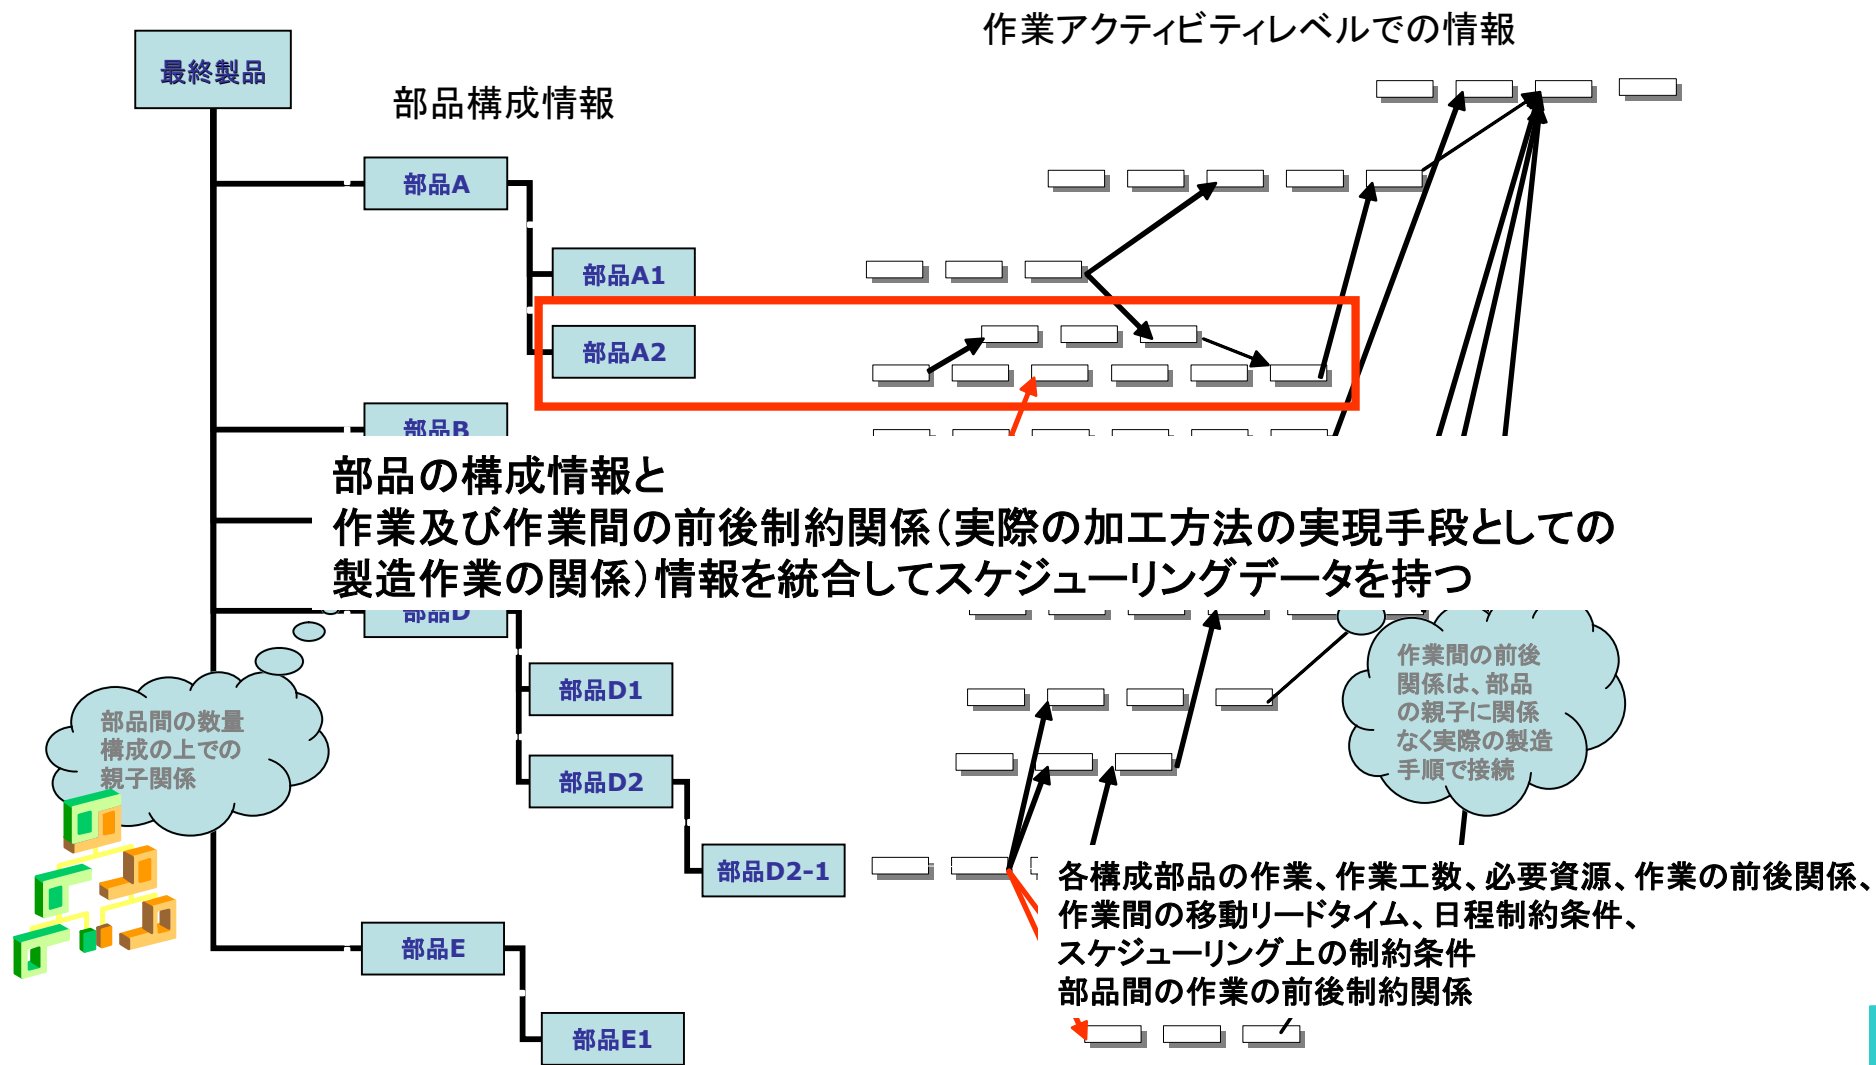 作業アクティビティレベルでの情報
最終製品
部品構成情報
部品A
部品A1
部品A2
部品B
部品の構成情報と
作業及び作業間の前後制約関係(実際の加工方法の実現手段としての
製造作業の関係)情報を統合してスケジューリングデータを持つ
部品D
作業間の前後
関係は、部品
の親子に関係
なく実際の製造
手順で接続
部品D1
部品間の数量
構成の上での
親子関係
部品D2
部品D2-1
各構成部品の作業、作業工数、必要資源、作業の前後関係、
作業間の移動リードタイム、日程制約条件、
スケジューリング上の制約条件
部品間の作業の前後制約関係
部品E
部品E1